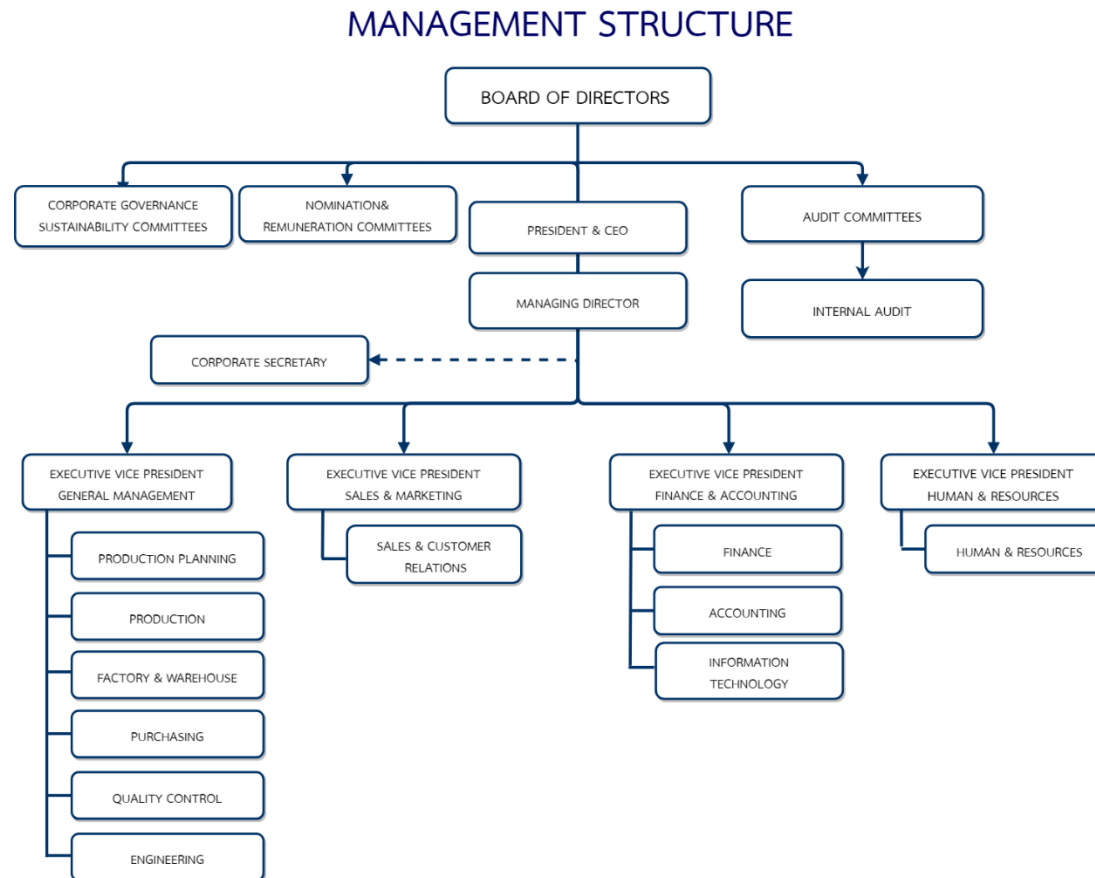 MANAGEMENT STRUCTURE
BOARD OF DIRECTORS
CORPORATE GOVERNANCE
SUSTAINABILITY COMMITTEES
NOMINATION&
REMUNERATION COMMITTEES
PRESIDENT & CEO
AUDIT COMMITTEES
MANAGING DIRECTOR
INTERNAL AUDIT
CORPORATE SECRETARY
EXECUTIVE VICE PRESIDENT
GENERAL MANAGEMENT
EXECUTIVE VICE PRESIDENT
SALES & MARKETING
EXECUTIVE VICE PRESIDENT
FINANCE & ACCOUNTING
EXECUTIVE VICE PRESIDENT
HUMAN & RESOURCES
PRODUCTION PLANNING
PRODUCTION
FACTORY & WAREHOUSE
PURCHASING
QUALITY CONTROL
ENGINEERING
SALES & CUSTOMER
RELATIONS
FINANCE
ACCOUNTING
INFORMATION
TECHNOLOGY
HUMAN & RESOURCES